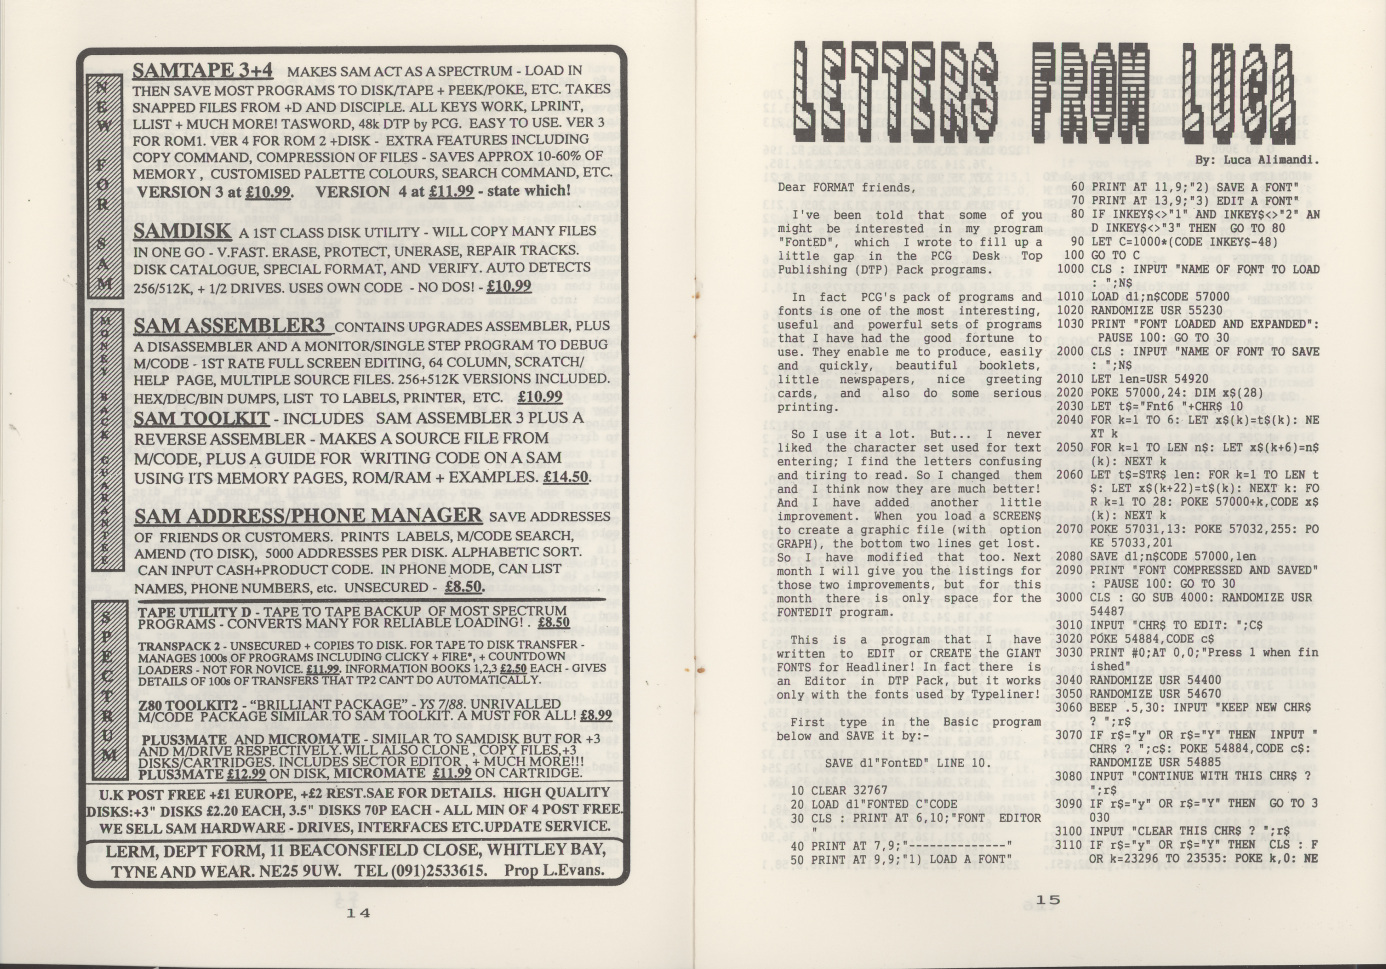 NEW FOR SAM
SAMTAPE 3+4 MAKES SAM ACT AS A SPECTRUM - LOAD IN
THEN SAVE MOST PROGRAMS TO DISK/TAPE + PEEK/POKE, ETC. TAKES
SNAPPED FILES FROM +D AND DISCIPLE. ALL KEYS WORK, LPRINT,
LLIST + MUCH MORE! TASWORD, 48k DTP by PCG. EASY TO USE. VER 3
FOR ROM1. VER 4 FOR ROM 2 +DISK - EXTRA FEATURES INCLUDING
COPY COMMAND, COMPRESSION OF FILES - SAVES APPROX 10-60% OF
MEMORY , CUSTOMISED PALETTE COLOURS, SEARCH COMMAND, ETC.
VERSION 3 at £10.99. VERSION 4 at £11.99 - state which!
SAMDISK A 1ST CLASS DISK UTILITY - WILL COPY MANY FILES
IN ONE GO - V.FAST. ERASE, PROTECT, UNERASE, REPAIR TRACKS.
DISK CATALOGUE, SPECIAL FORMAT, AND VERIFY. AUTO DETECTS
256/512K, + 1/2 DRIVES. USES OWN CODE - NO DOS! - £10.99
MONEY BACK GUARANTEE
SAM ASSEMBLER3 CONTAINS UPGRADES ASSEMBLER, PLUS
A DISASSEMBLER AND A MONITOR/SINGLE STEP PROGRAM TO DEBUG
M/CODE - 1ST RATE FULL SCREEN EDITING, 64 COLUMN, SCRATCH/
HELP PAGE, MULTIPLE SOURCE FILES. 256+512K VERSIONS INCLUDED.
HEX/DEC/BIN DUMPS, LIST TO LABELS, PRINTER, ETC. £10.99
SAM TOOLKIT - INCLUDES SAM ASSEMBLER 3 PLUS A
REVERSE ASSEMBLER - MAKES A SOURCE FILE FROM
M/CODE, PLUS A GUIDE FOR WRITING CODE ON A SAM
USING ITS MEMORY PAGES, ROM/RAM + EXAMPLES. £14.50.
SAM ADDRESS/PHONE MANAGER SAVE ADDRESSES
OF FRIENDS OR CUSTOMERS. PRINTS LABELS, M/CODE SEARCH,
AMEND (TO DISK), 5000 ADDRESSES PER DISK. ALPHABETIC SORT.
CAN INPUT CASH+PRODUCT CODE. IN PHONE MODE, CAN LIST
NAMES, PHONE NUMBERS, etc. UNSECURED - £8.50.
SPECTRUM
TAPE UTILITY D - TAPE TO TAPE BACKUP OF MOST SPECTRUM
PROGRAMS - CONVERTS MANY FOR RELIABLE LOADING! . £8.50
TRANSPACK 2 - UNSECURED + COPIES TO DISK. FOR TAPE TO DISK TRANSFER -
MANAGES 1000s OF PROGRAMS INCLUDING CLICKY + FIRE*, + COUNTDOWN
LOADERS - NOT FOR NOVICE. £11.99. INFORMATION BOOKS 1,2,3 £2.50 EACH - GIVES
DETAILS OF 100s OF TRANSFERS THAT TP2 CAN'T DO AUTOMATICALLY.
Z80 TOOLKIT2 - "BRILLIANT PACKAGE" - YS 7/88. UNRIVALLED
M/CODE PACKAGE SIMILAR TO SAM TOOLKIT. A MUST FOR ALL! £8.99
PLUS3MATE AND MICROMATE - SIMILAR TO SAMDISK BUT FOR +3
AND M/DRIVE RESPECTIVELY.WILL ALSO CLONE , COPY FILES,+3
DISKS/CARTRIDGES. INCLUDES SECTOR EDITOR , + MUCH MORE!!!
PLUS3MATE £12.99 ON DISK, MICROMATE £11.99 ON CARTRIDGE.
U.K POST FREE +£1 EUROPE, +£2 REST.SAE FOR DETAILS. HIGH QUALITY
DISKS:+3" DISKS £2.20 EACH, 3.5" DISKS 70P EACH - ALL MIN OF 4 POST FREE.
WE SELL SAM HARDWARE - DRIVES, INTERFACES ETC.UPDATE SERVICE.
LERM, DEPT FORM, 11 BEACONSFIELD CLOSE, WHITLEY BAY,
TYNE AND WEAR. NE25 9UW. TEL (091)2533615. Prop L.Evans.
14
LETTERS FROM LUCA
By: Luca Alimandi.
Dear FORMAT friends,
I've been told that some of you
might be interested in my program
"FontED", which I wrote to fill up a
little gap in the PCG Desk Top
Publishing (DTP) Pack programs.
In fact PCG's pack of programs and
fonts is one of the most interesting,
useful and powerful sets of programs
that I have had the good fortune to
use. They enable me to produce, easily
and quickly, beautiful booklets,
little newspapers, nice greeting
cards, and also do some serious
printing.
So I use it a lot. But... I never
liked the character set used for text
entering; I find the letters confusing
and tiring to read. So I changed them
and I think now they are much better!
And I have added another little
improvement. When you load a SCREEN$
to create a graphic file (with option
GRAPH), the bottom two lines get lost.
So I have modified that too. Next
month I will give you the listings for
those two improvements, but for this
month there is only space for the
FONTEDIT program.
This is a program that I have
written to EDIT or CREATE the GIANT
FONTS for Headliner! In fact there is
an Editor in DTP Pack, but it works
only with the fonts used by Typeliner!
First type in the Basic program
below and SAVE it by:-
SAVE d1"FontED" LINE 10.
10 CLEAR 32767
20 LOAD d1"FONTED C"CODE
30 CLS : PRINT AT 6,10;"FONT EDITOR
"
40 PRINT AT 7,9;"--------------"
50 PRINT AT 9,9;"1) LOAD A FONT"
60 PRINT AT 11,9;"2) SAVE A FONT"
70 PRINT AT 13,9;"3) EDIT A FONT"
80 IF INKEY$<>"1" AND INKEY$<>"2" AN
D INKEY$<>"3" THEN GO TO 80
90 LET C=1000*(CODE INKEY$-48)
100 GO TO C
1000 CLS : INPUT "NAME OF FONT TO LOAD
: ";N$
1010 LOAD d1;n$CODE 57000
1020 RANDOMIZE USR 55230
1030 PRINT "FONT LOADED AND EXPANDED":
PAUSE 100: GO TO 30
2000 CLS : INPUT "NAME OF FONT TO SAVE
: ";N$
2010 LET len=USR 54920
2020 POKE 57000,24: DIM x$(28)
2030 LET t$="Fnt6 "+CHR$ 10
2040 FOR k=1 TO 6: LET x$(k)=t$(k): NE
XT k
2050 FOR k=1 TO LEN n$: LET x$(k+6)=n$
(k): NEXT k
2060 LET t$=STR$ len: FOR k=1 TO LEN t
$: LET x$(k+22)=t$(k): NEXT k: FO
R k=1 TO 28: POKE 57000+k,CODE x$
(k): NEXT k
2070 POKE 57031,13: POKE 57032,255: PO
KE 57033,201
2080 SAVE d1;n$CODE 57000,len
2090 PRINT "FONT COMPRESSED AND SAVED"
: PAUSE 100: GO TO 30
3000 CLS : GO SUB 4000: RANDOMIZE USR
54487
3010 INPUT "CHR$ TO EDIT: ";C$
3020 POKE 54884,CODE c$
3030 PRINT #0;AT 0,0;"Press 1 when fin
ished"
3040 RANDOMIZE USR 54400
3050 RANDOMIZE USR 54670
3060 BEEP .5,30: INPUT "KEEP NEW CHR$
? ";r$
3070 IF r$="y" OR r$="Y" THEN INPUT "
CHR$ ? ";c$: POKE 54884,CODE c$:
RANDOMIZE USR 54885
3080 INPUT "CONTINUE WITH THIS CHR$ ?
";r$
3090 IF r$="y" OR r$="Y" THEN GO TO 3
030
3100 INPUT "CLEAR THIS CHR$ ? ";r$
3110 IF r$="y" OR r$="Y" THEN CLS : F
OR k=23296 TO 23535: POKE k,0: NE
15